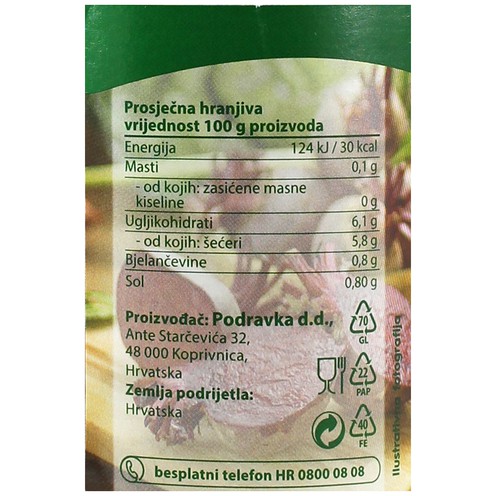 Prosječna hranjiva
vrijednost 100 g proizvoda
Energija 124 kJ / 30 kcal
Masti 0,1 g
- od kojih: zasićene masne
kiseline 0 g
Ugljikohidrati 6,1 g
- od kojih: šećeri 5,8 g
Bjelančevine 0,8 g
Sol 0,80 g
Proizvođač: Podravka d.d.,
Ante Starčevića 32,
48 000 Koprivnica,
Hrvatska
Zemlja podrijetla:
Hrvatska
70
GL
22
PAP
40
FE
Ilustrativna fotografija
besplatni telefon HR 0800 08 08